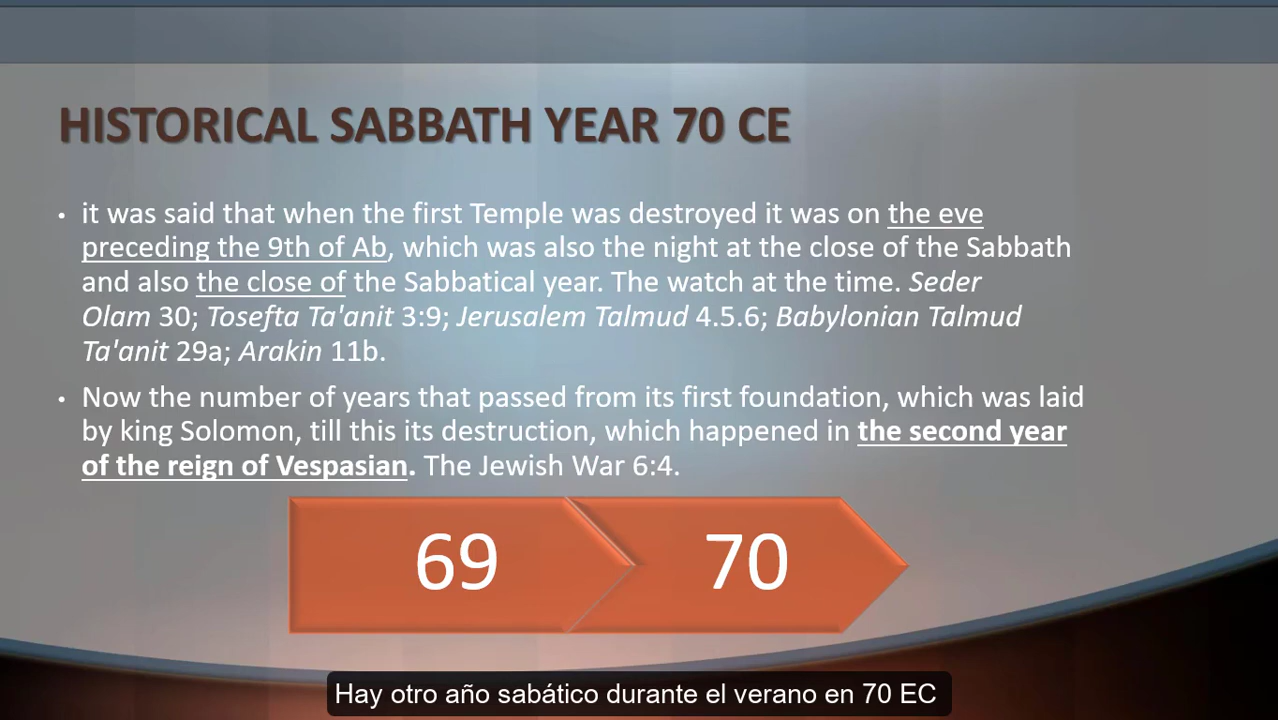 HISTORICAL SABBATH YEAR 70 CE
• it was said that when the first Temple was destroyed it was on the eve
preceding the 9th of Ab, which was also the night at the close of the Sabbath
and also the close of the Sabbatical year. The watch at the time. Seder
Olam 30; Tosefta Ta'anit 3:9; Jerusalem Talmud 4.5.6; Babylonian Talmud
Ta'anit 29a; Arakin 11b.
• Now the number of years that passed from its first foundation, which was laid
by king Solomon, till this its destruction, which happened in the second year
of the reign of Vespasian. The Jewish War 6:4.
69
70
Hay otro año sabático durante el verano en 70 EC